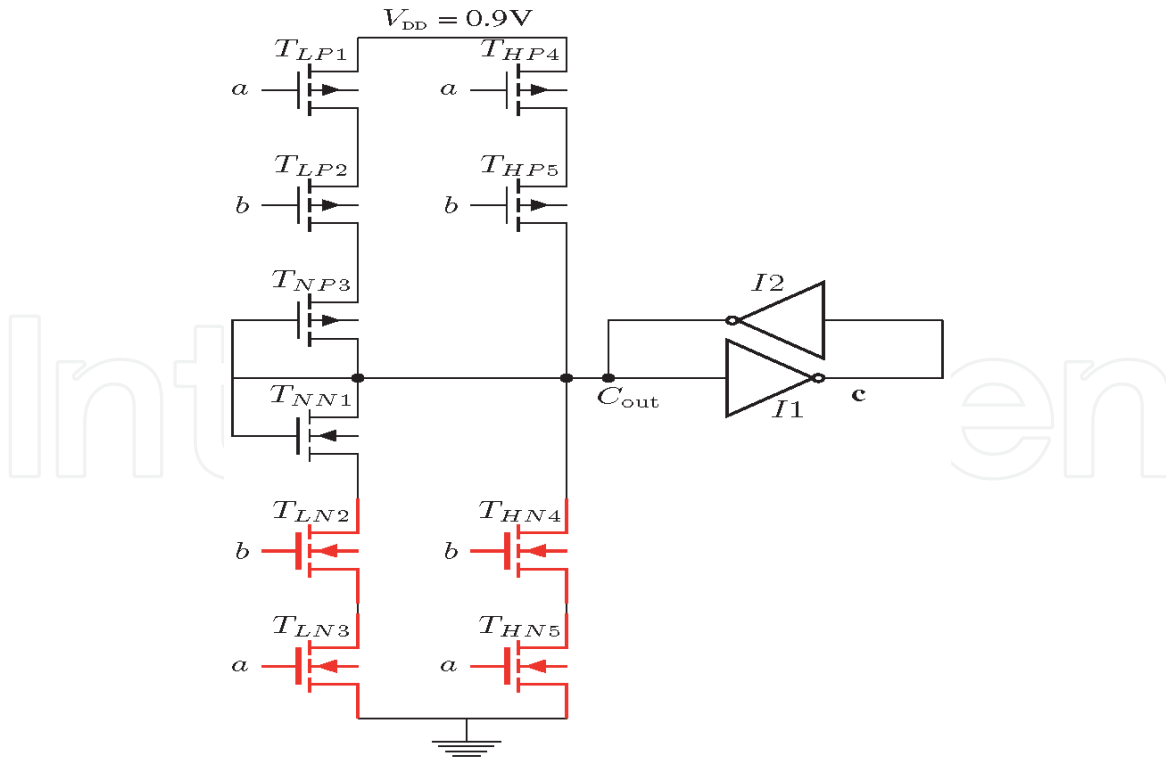 V_DD = 0.9V
T_LP1
T_HP4
a
a
T_LP2
T_HP5
b
b
T_NP3
I2
T_NN1
C_out
c
I1
T_LN2
T_HN4
b
b
T_LN3
T_HN5
a
a